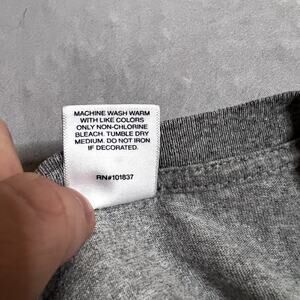 MACHINE WASH WARM
WITH LIKE COLORS
ONLY NON-CHLORINE
BLEACH. TUMBLE DRY
MEDIUM. DO NOT IRON
IF DECORATED.
RN#101837